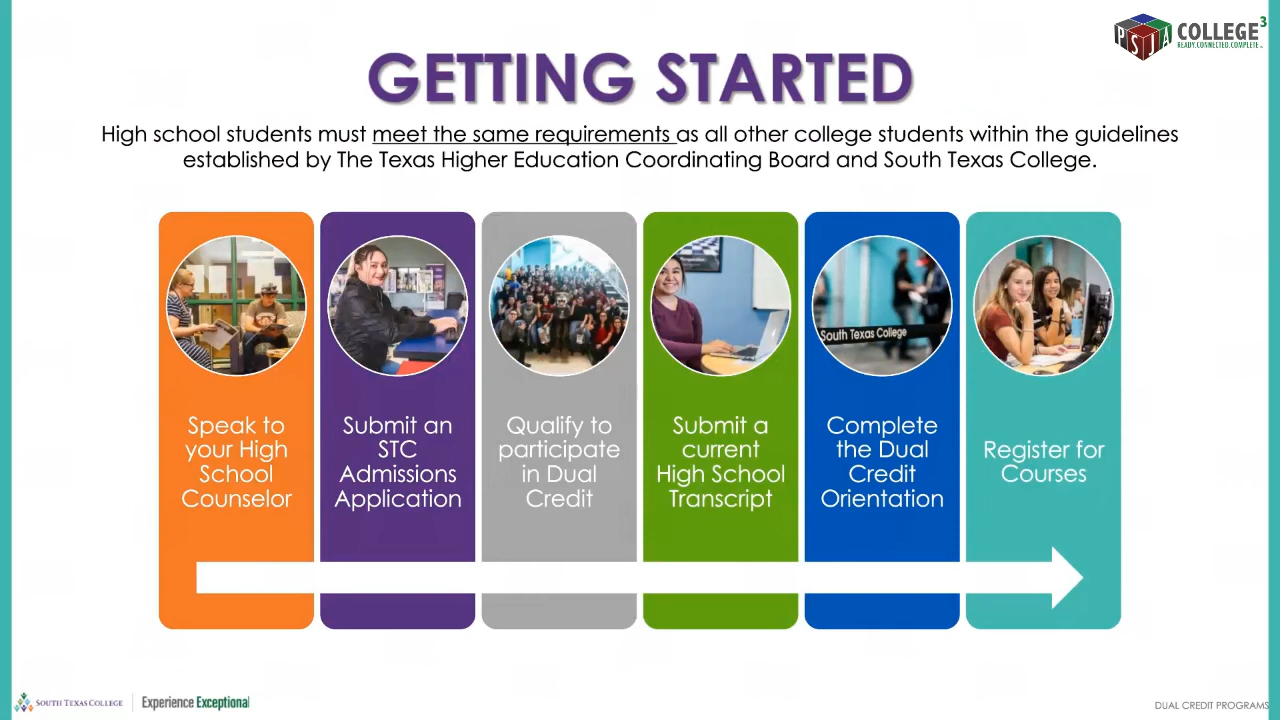 PSJA COLLEGE³
READY.CONNECTED.COMPLETE
GETTING STARTED
High school students must meet the same requirements as all other college students within the guidelines
established by The Texas Higher Education Coordinating Board and South Texas College.
South Texas College
Speak to
your High
School
Counselor
Submit an
STC
Admissions
Application
Qualify to
participate
in Dual
Credit
Submit a
current
High School
Transcript
Complete
the Dual
Credit
Orientation
Register for
Courses
SOUTH TEXAS COLLEGE
Experience Exceptional
DUAL CREDIT PROGRAMS